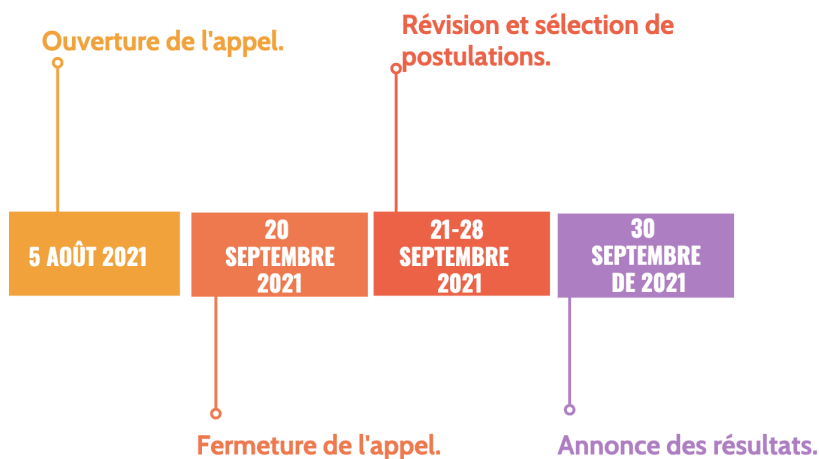 Ouverture de l'appel.
Révision et sélection de
postulations.
5 AOÛT 2021
20
SEPTEMBRE
2021
21-28
SEPTEMBRE
2021
30
SEPTEMBRE
DE 2021
Fermeture de l'appel.
Annonce des résultats.